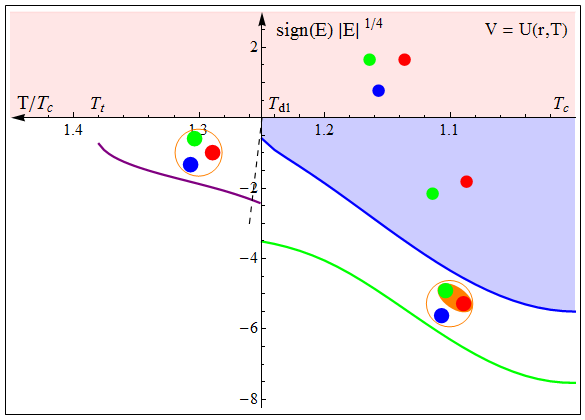 sign(E) |E|^1/4
V = U(r,T)
2
T/T_c
T_t
T_d1
T_c
1.4
1.3
1.2
1.1
−2
−4
−6
−8